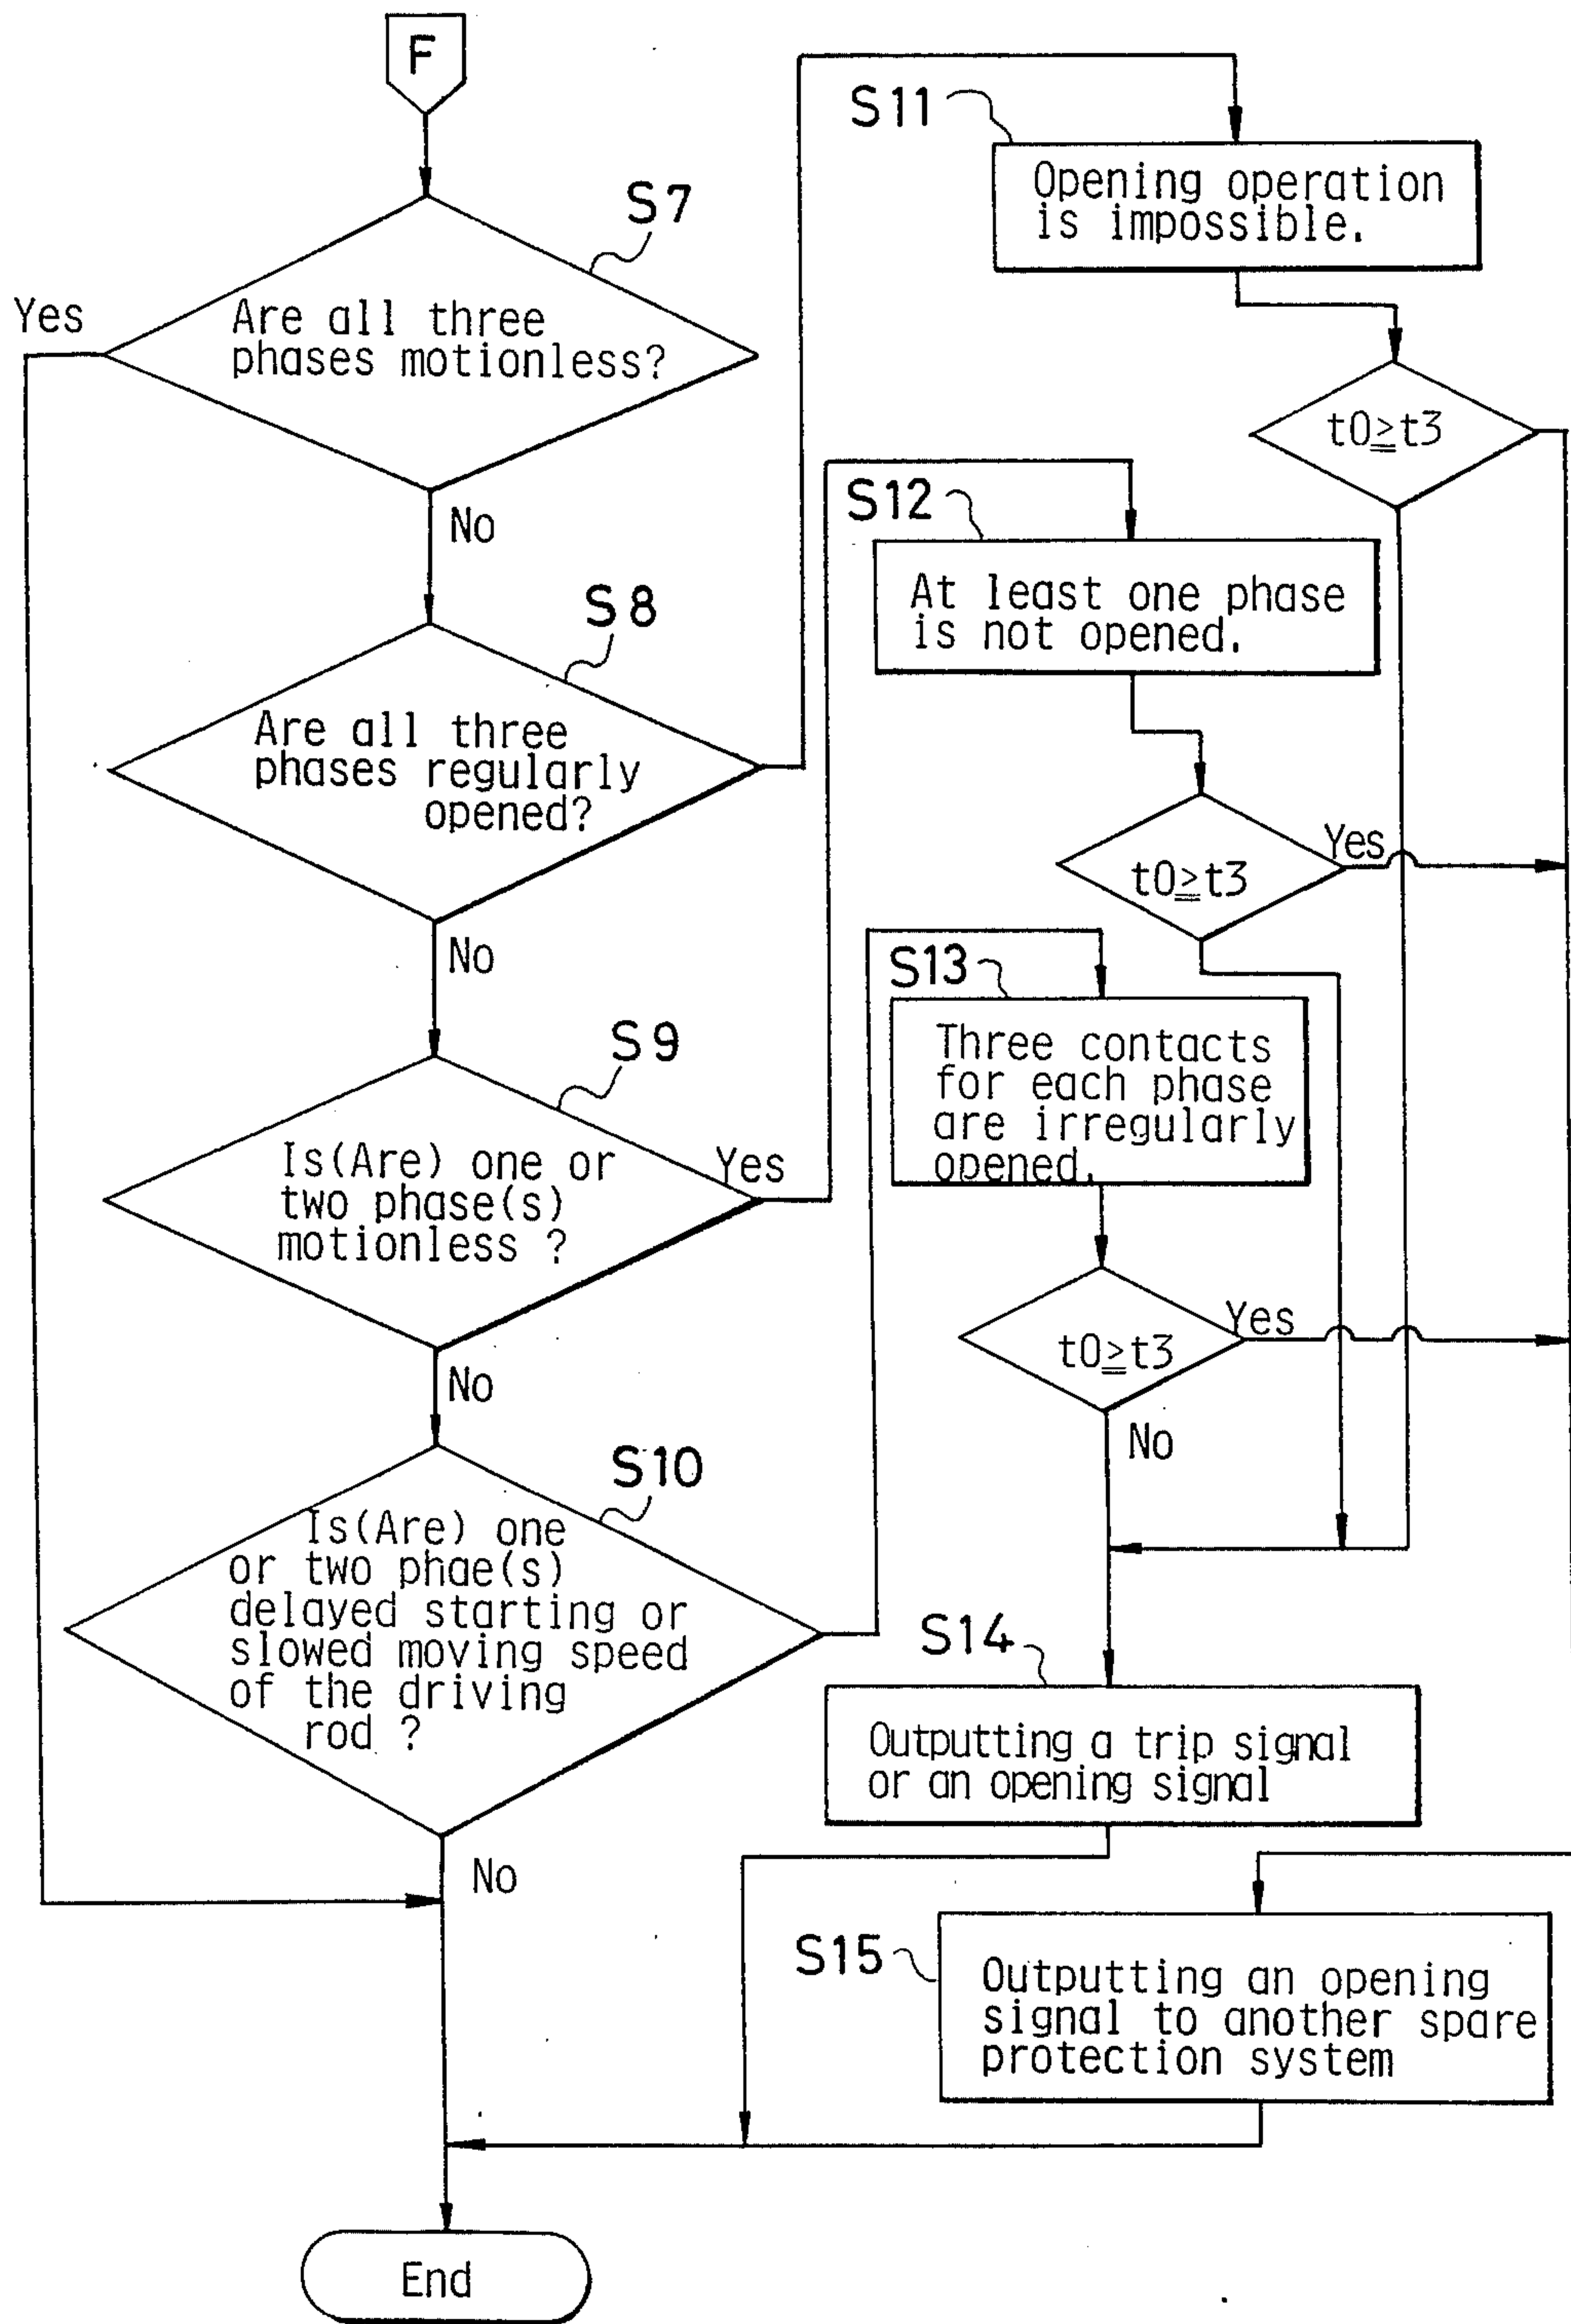 F
S7
Yes
Are all three
phases motionless?
No
S8
Are all three
phases regularly
opened?
No
S9
Is(Are) one or
two phase(s)
motionless ?
Yes
No
S10
Is(Are) one
or two phae(s)
delayed starting or
slowed moving speed
of the driving
rod ?
No
End
S11
Opening operation
is impossible.
t0≧t3
S12
At least one phase
is not opened.
Yes
t0≧t3
S13
Three contacts
for each phase
are irregularly
opened.
Yes
t0≧t3
No
S14
Outputting a trip signal
or an opening signal
S15
Outputting an opening
signal to another spare
protection system